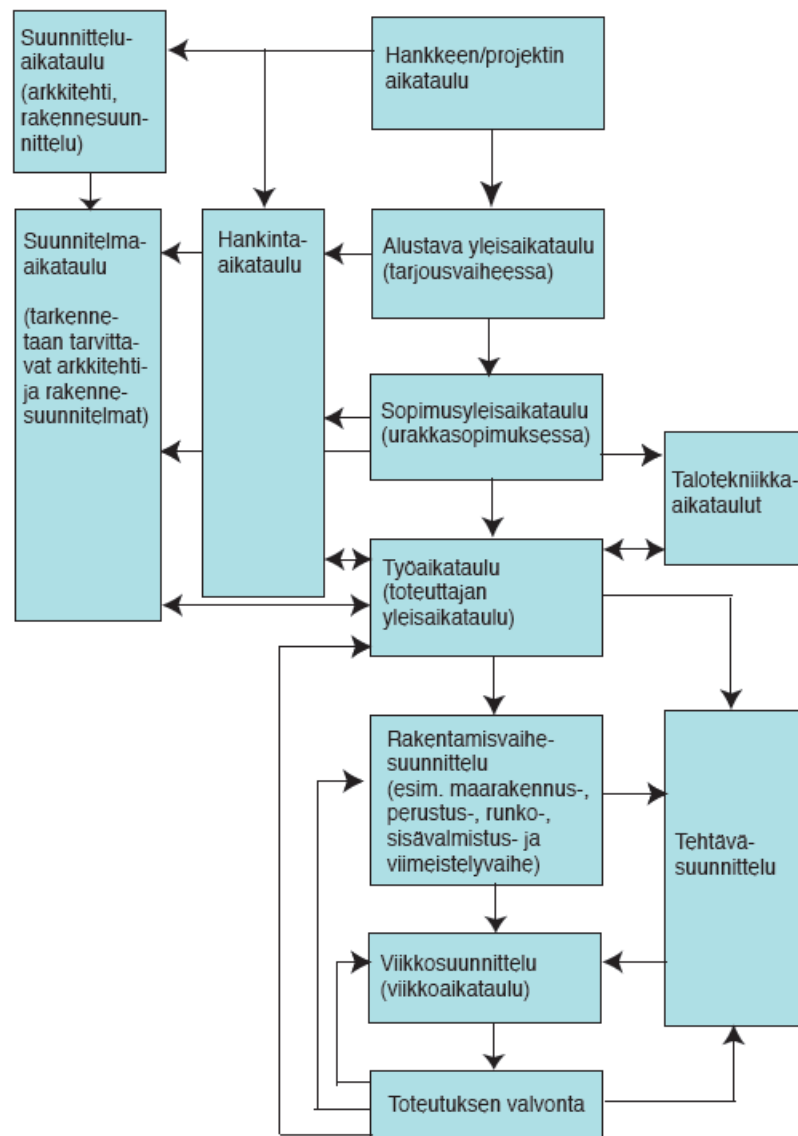 Suunnittelu-
aikataulu
(arkkitehti,
rakennesuun-
nittelu)
Hankkeen/projektin
aikataulu
Suunnitelma-
aikataulu
(tarkenne-
taan tarvitta-
vat arkkitehti-
ja rakenne-
suunnitelmat)
Hankinta-
aikataulu
Alustava yleisaikataulu
(tarjousvaiheessa)
Sopimusyleisaikataulu
(urakkasopimuksessa)
Talotekniikka-
aikataulut
Työaikataulu
(toteuttajan
yleisaikataulu)
Rakentamisvaihe-
suunnittelu
(esim. maarakennus-,
perustus-, runko-,
sisävalmistus- ja
viimeistelyvaihe)
Tehtävä-
suunnittelu
Viikkosuunnittelu
(viikkoaikataulu)
Toteutuksen valvonta